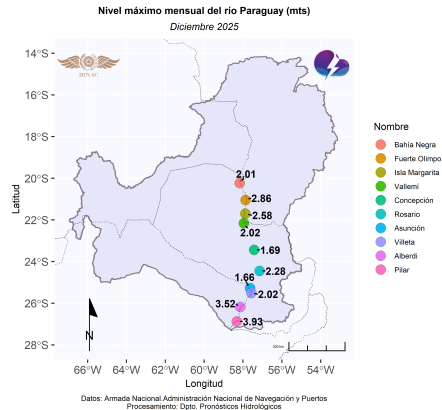 Nivel máximo mensual del río Paraguay (mts)
Diciembre 2025
14°S
16°S
18°S
20°S
22°S
24°S
26°S
28°S
Latitud
DINAC
2.01
2.86
2.58
2.02
1.69
2.28
1.66
2.02
3.52
3.93
N
66°W
64°W
62°W
60°W
58°W
56°W
54°W
Longitud
Nombre
Bahía Negra
Fuerte Olimpo
Isla Margarita
Vallemí
Concepción
Rosario
Asunción
Villeta
Alberdi
Pilar
Datos: Armada Nacional.Administración Nacional de Navegación y Puertos
Procesamiento: Dpto. Pronósticos Hidrológicos